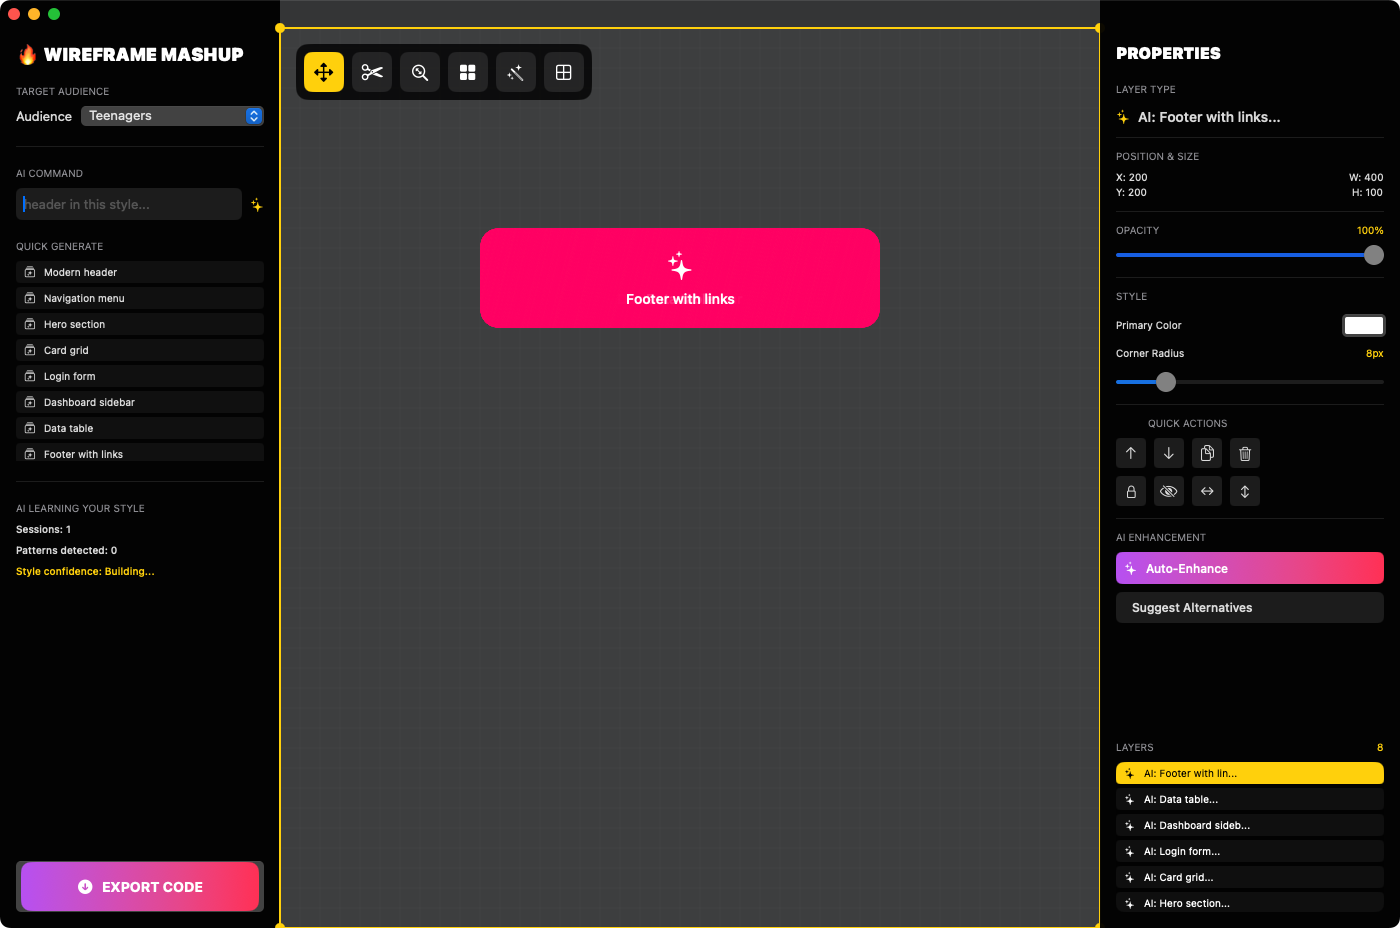 WIREFRAME MASHUP
TARGET AUDIENCE
Audience Teenagers
AI COMMAND
header in this style...
QUICK GENERATE
Modern header
Navigation menu
Hero section
Card grid
Login form
Dashboard sidebar
Data table
Footer with links
AI LEARNING YOUR STYLE
Sessions: 1
Patterns detected: 0
Style confidence: Building...
EXPORT CODE
Footer with links
PROPERTIES
LAYER TYPE
AI: Footer with links...
POSITION & SIZE
X: 200 W: 400
Y: 200 H: 100
OPACITY 100%
STYLE
Primary Color
Corner Radius 8px
QUICK ACTIONS
AI ENHANCEMENT
Auto-Enhance
Suggest Alternatives
LAYERS 8
AI: Footer with lin...
AI: Data table...
AI: Dashboard sideb...
AI: Login form...
AI: Card grid...
AI: Hero section...